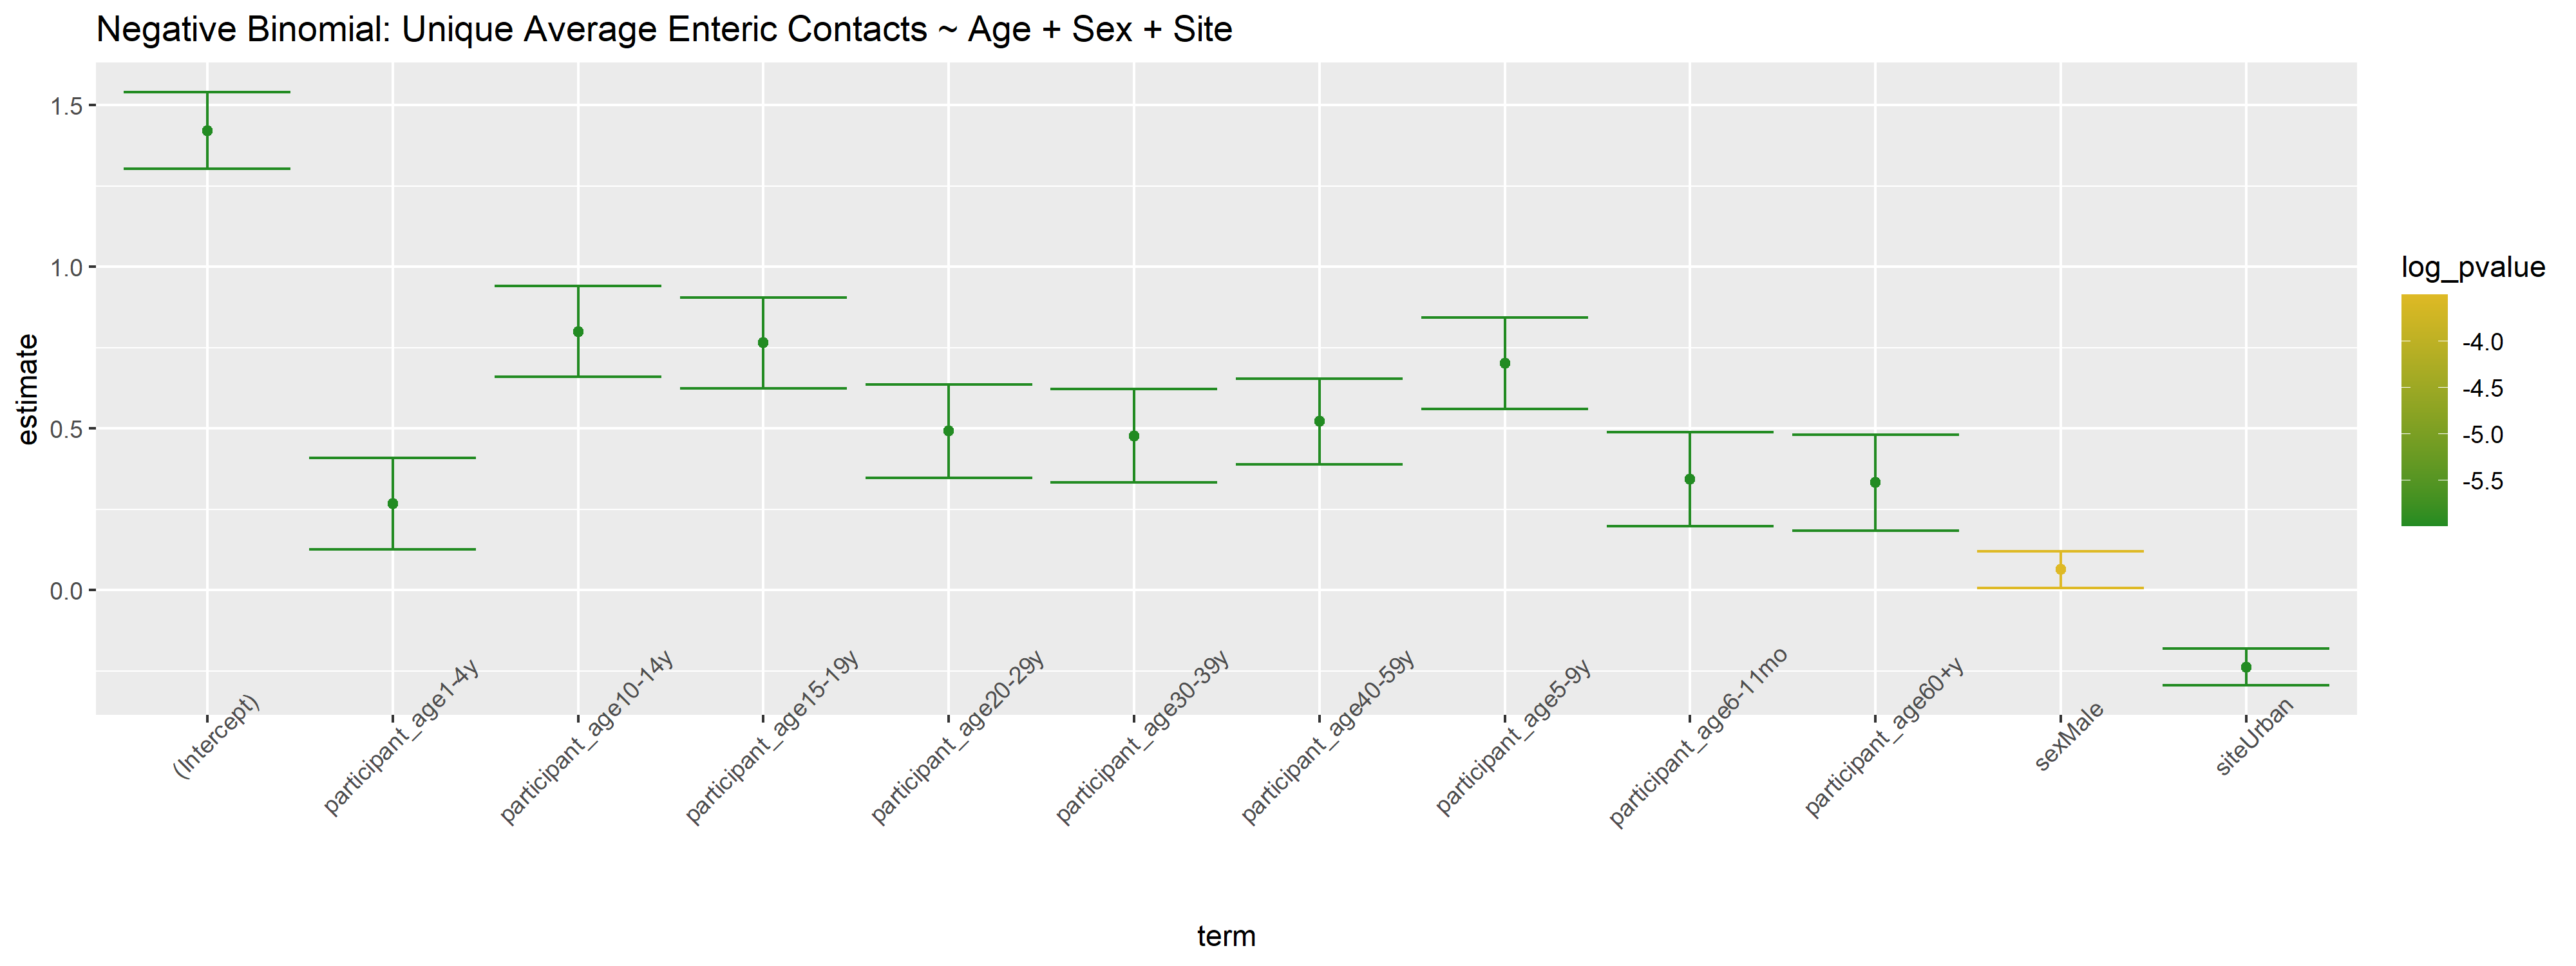 Negative Binomial: Unique Average Enteric Contacts ~ Age + Sex + Site
estimate
1.5
1.0
0.5
0.0
(Intercept)
participant_age1-4y
participant_age10-14y
participant_age15-19y
participant_age20-29y
participant_age30-39y
participant_age40-59y
participant_age5-9y
participant_age6-11mo
participant_age60+y
sexMale
siteUrban
term
log_pvalue
-4.0
-4.5
-5.0
-5.5